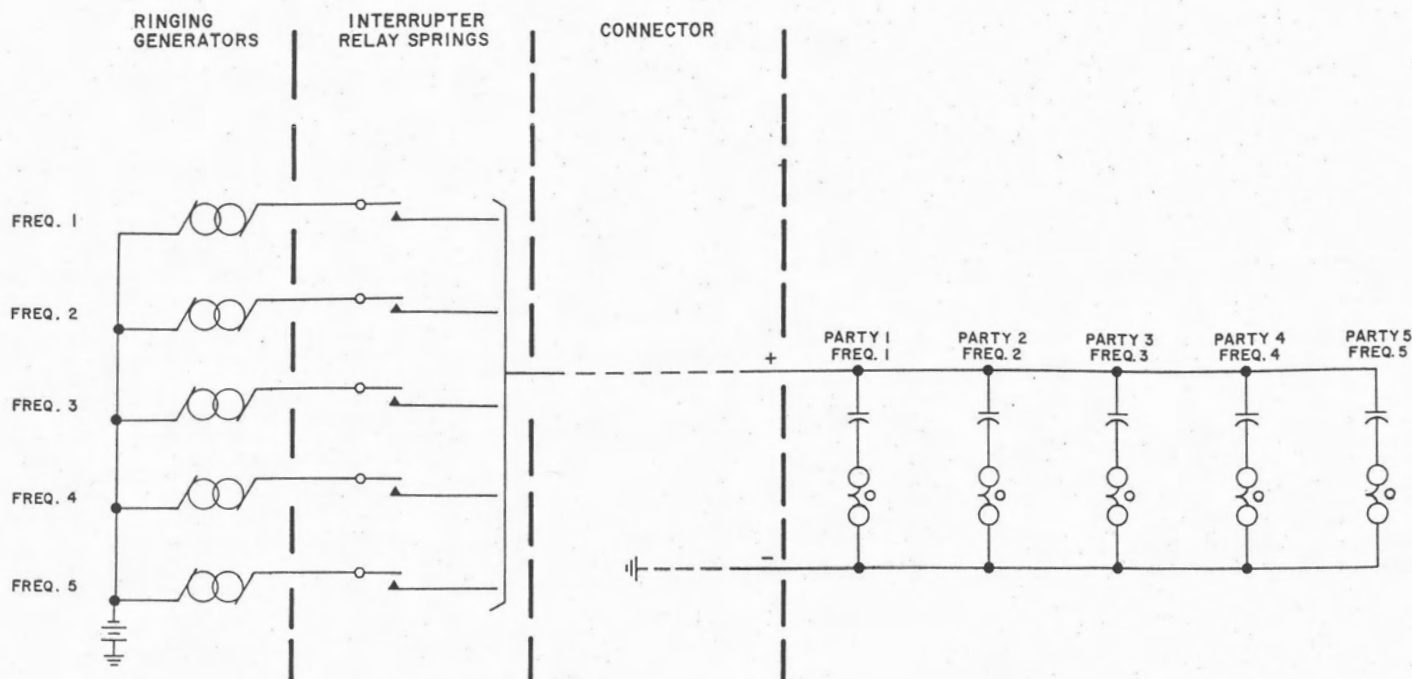 RINGING
GENERATORS
INTERRUPTER
RELAY SPRINGS
CONNECTOR
FREQ. 1
FREQ. 2
FREQ. 3
FREQ. 4
FREQ. 5
+
PARTY 1
FREQ. 1
PARTY 2
FREQ. 2
PARTY 3
FREQ. 3
PARTY 4
FREQ. 4
PARTY 5
FREQ. 5
−